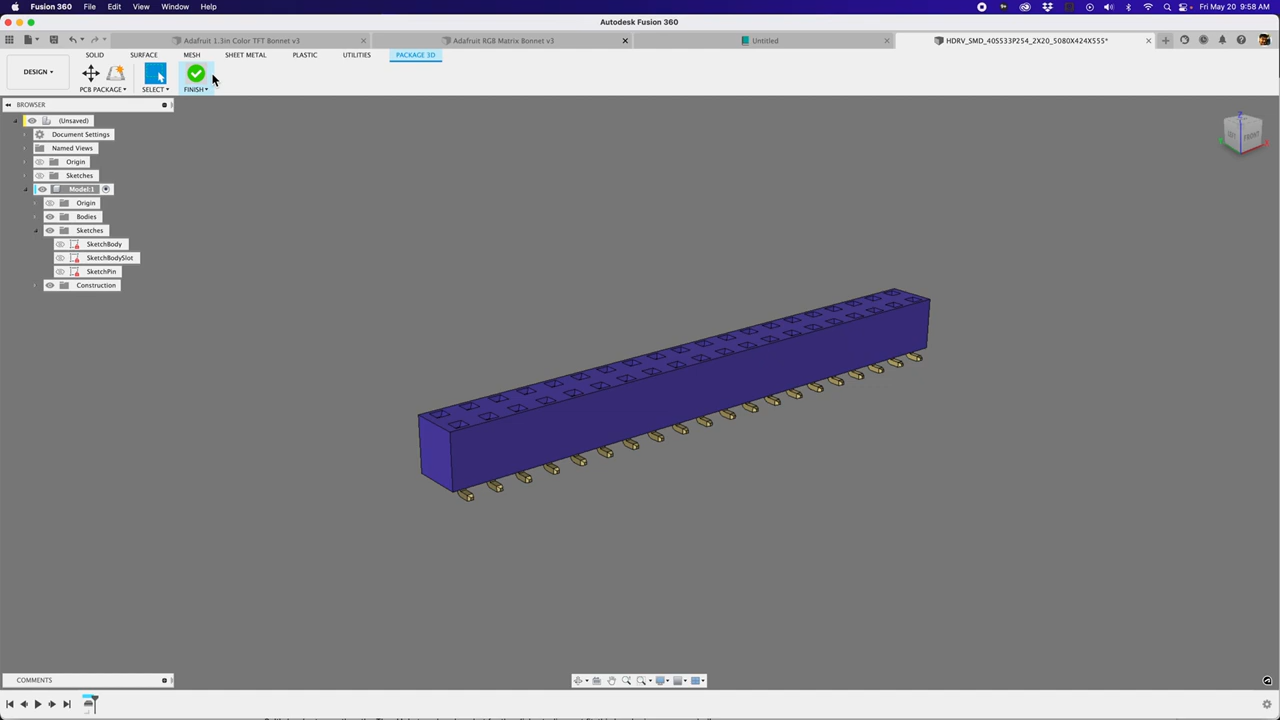 Fusion 360 File Edit View Window Help Fri May 20 9:58 AM
Autodesk Fusion 360
Adafruit 1.3in Color TFT Bonnet v3 Adafruit RGB Matrix Bonnet v3 Untitled HDRV_SMD_40SS33P254_2X20_5080X424X555*
SOLID SURFACE MESH SHEET METAL PLASTIC UTILITIES PACKAGE 3D
DESIGN
PCB PACKAGE SELECT FINISH
BROWSER
(Unsaved)
Document Settings
Named Views
Origin
Sketches
Model:1
Origin
Bodies
Sketches
SketchBody
SketchBodySlot
SketchPin
Construction
FRONT
COMMENTS